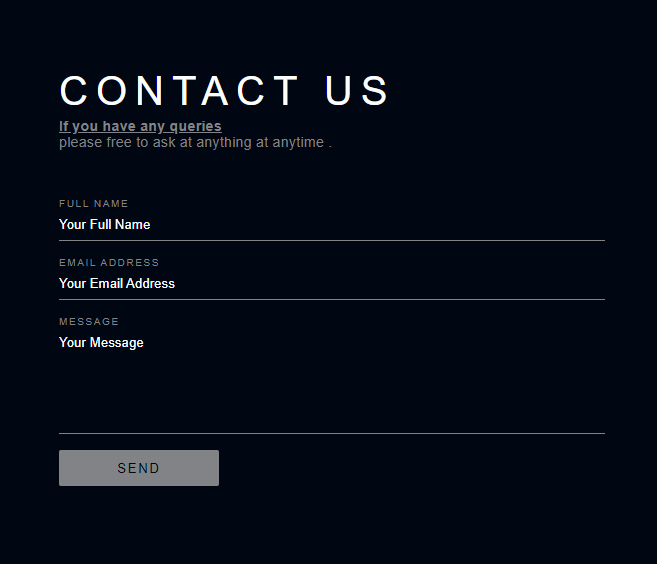 CONTACT US
If you have any queries
please free to ask at anything at anytime .
FULL NAME
Your Full Name
EMAIL ADDRESS
Your Email Address
MESSAGE
Your Message
SEND